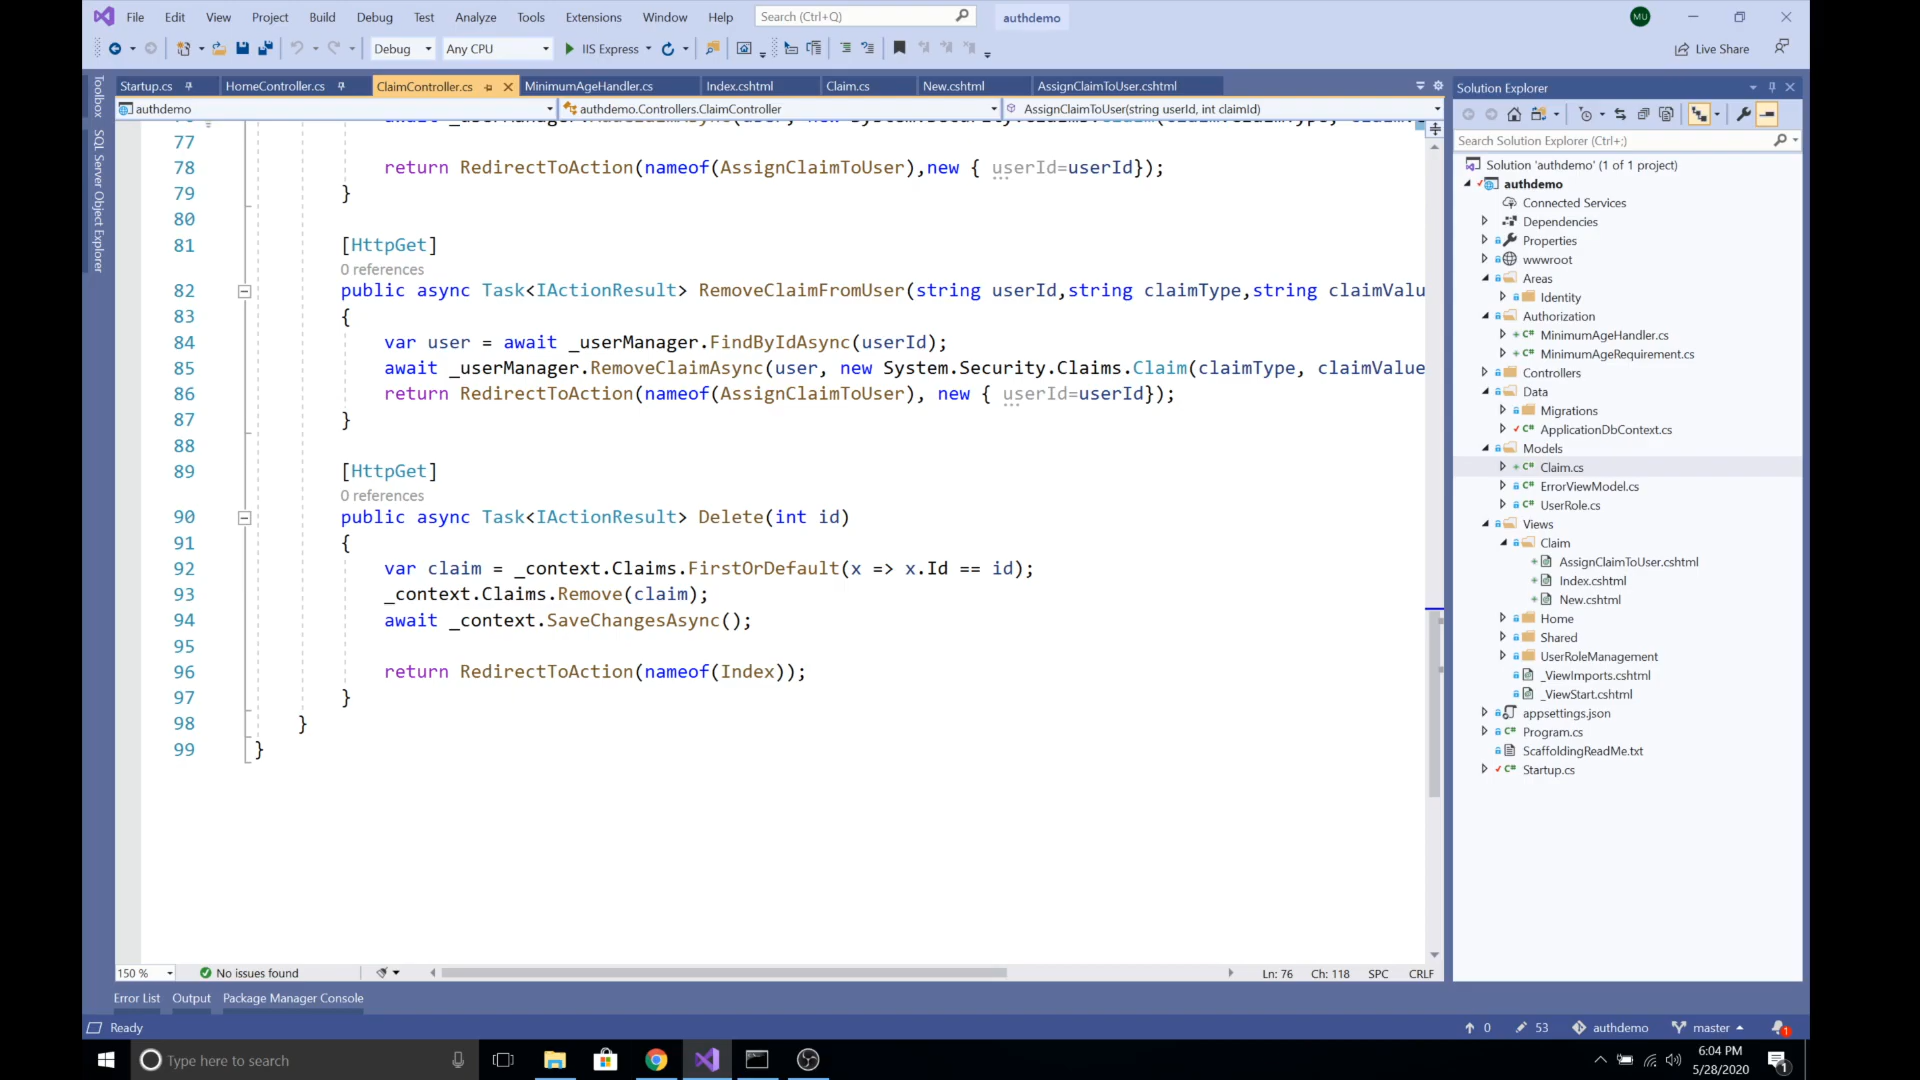 File Edit View Project Build Debug Test Analyze Tools Extensions Window Help Search (Ctrl+Q) authdemo MU
Debug Any CPU IIS Express Live Share
Startup.cs HomeController.cs ClaimController.cs MinimumAgeHandler.cs Index.cshtml Claim.cs New.cshtml AssignClaimToUser.cshtml
authdemo authdemo.Controllers.ClaimController AssignClaimToUser(string userId, int claimId)
Toolbox
SQL Server Object Explorer
77
78 return RedirectToAction(nameof(AssignClaimToUser),new { userId=userId});
79 }
80
81 [HttpGet]
0 references
82 public async Task<IActionResult> RemoveClaimFromUser(string userId,string claimType,string claimValu
83 {
84 var user = await _userManager.FindByIdAsync(userId);
85 await _userManager.RemoveClaimAsync(user, new System.Security.Claims.Claim(claimType, claimValue
86 return RedirectToAction(nameof(AssignClaimToUser), new { userId=userId});
87 }
88
89 [HttpGet]
0 references
90 public async Task<IActionResult> Delete(int id)
91 {
92 var claim = _context.Claims.FirstOrDefault(x => x.Id == id);
93 _context.Claims.Remove(claim);
94 await _context.SaveChangesAsync();
95
96 return RedirectToAction(nameof(Index));
97 }
98 }
99 }
150 % No issues found Ln: 76 Ch: 118 SPC CRLF
Error List Output Package Manager Console
Ready 0 53 authdemo master 1
Solution Explorer
Search Solution Explorer (Ctrl+;)
Solution 'authdemo' (1 of 1 project)
authdemo
Connected Services
Dependencies
Properties
wwwroot
Areas
Identity
Authorization
MinimumAgeHandler.cs
MinimumAgeRequirement.cs
Controllers
Data
Migrations
ApplicationDbContext.cs
Models
Claim.cs
ErrorViewModel.cs
UserRole.cs
Views
Claim
AssignClaimToUser.cshtml
Index.cshtml
New.cshtml
Home
Shared
UserRoleManagement
_ViewImports.cshtml
_ViewStart.cshtml
appsettings.json
Program.cs
ScaffoldingReadMe.txt
Startup.cs
Type here to search 6:04 PM
5/28/2020 1